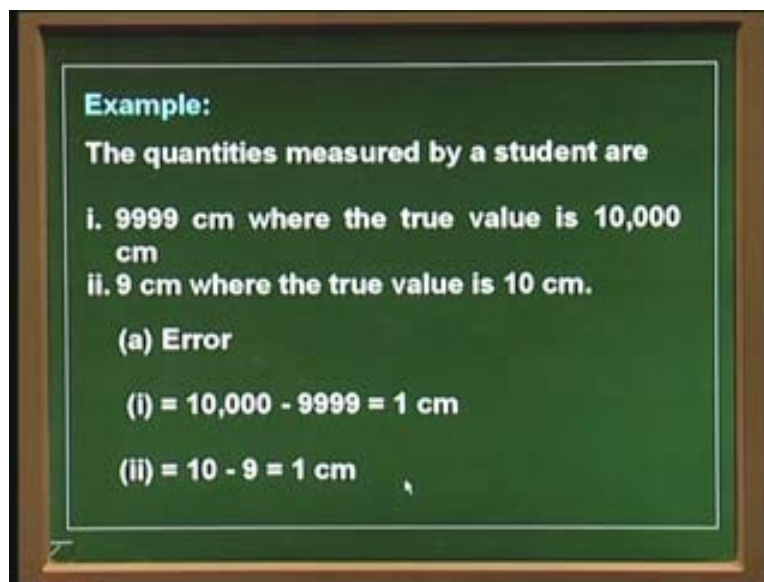 Example:
The quantities measured by a student are
i. 9999 cm where the true value is 10,000
cm
ii. 9 cm where the true value is 10 cm.
(a) Error
(i) = 10,000 - 9999 = 1 cm
(ii) = 10 - 9 = 1 cm